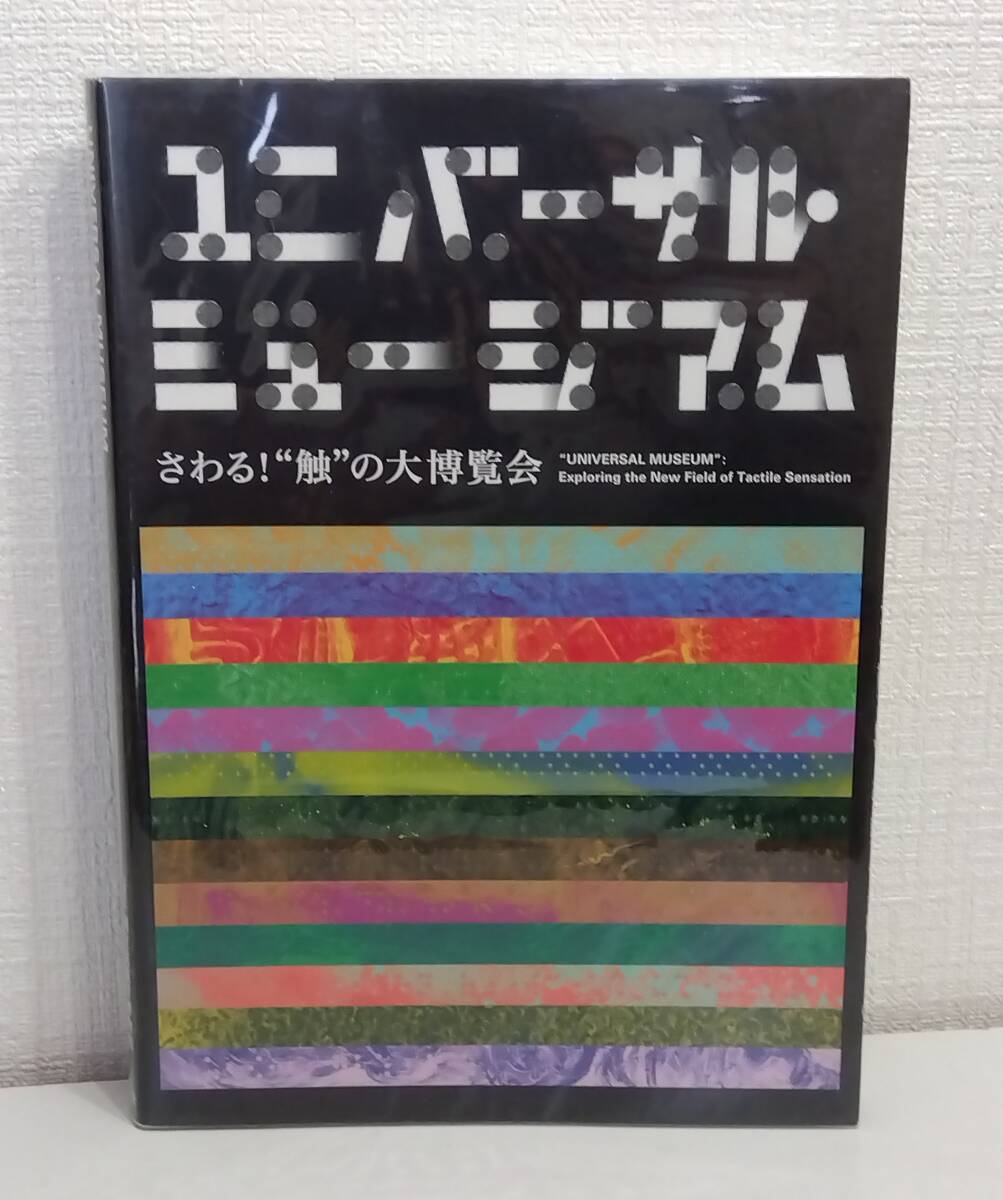 ユニバーサル・
ミュージアム
さわる！“触”の大博覧会
"UNIVERSAL MUSEUM":
Exploring the New Field of Tactile Sensation